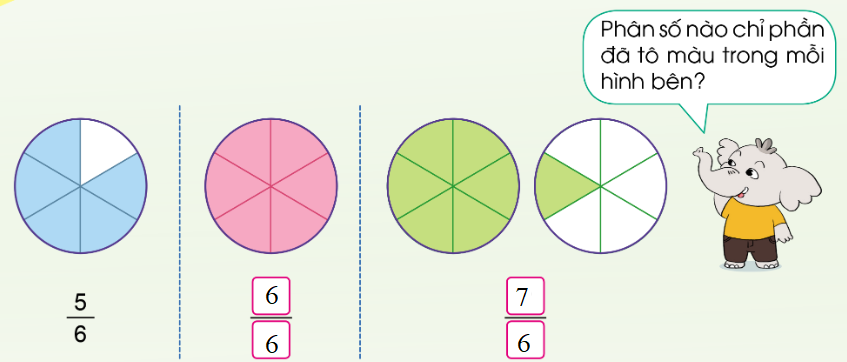 Phân số nào chỉ phần
đã tô màu trong mỗi
hình bên?
5
6
6
6
7
6